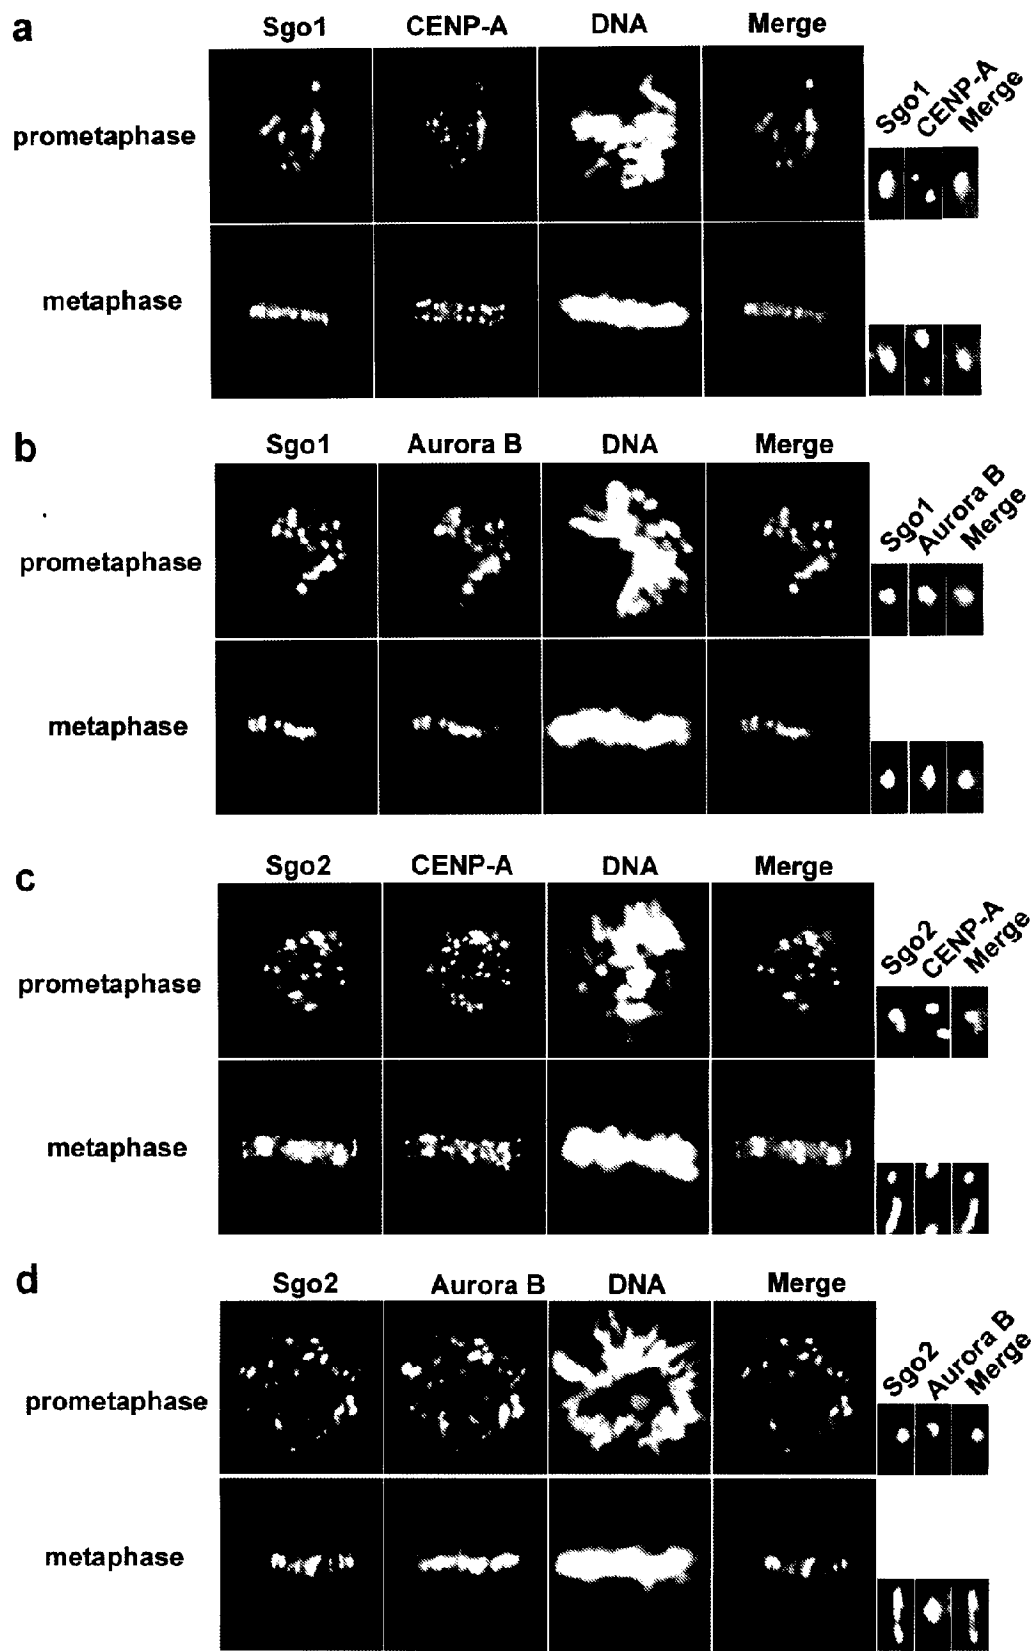 a
Sgo1 CENP-A DNA Merge
prometaphase
Sgo1 CENP-A Merge
metaphase
b
Sgo1 Aurora B DNA Merge
prometaphase
Sgo1 Aurora B Merge
metaphase
c
Sgo2 CENP-A DNA Merge
prometaphase
Sgo2 CENP-A Merge
metaphase
d
Sgo2 Aurora B DNA Merge
prometaphase
Sgo2 Aurora B Merge
metaphase